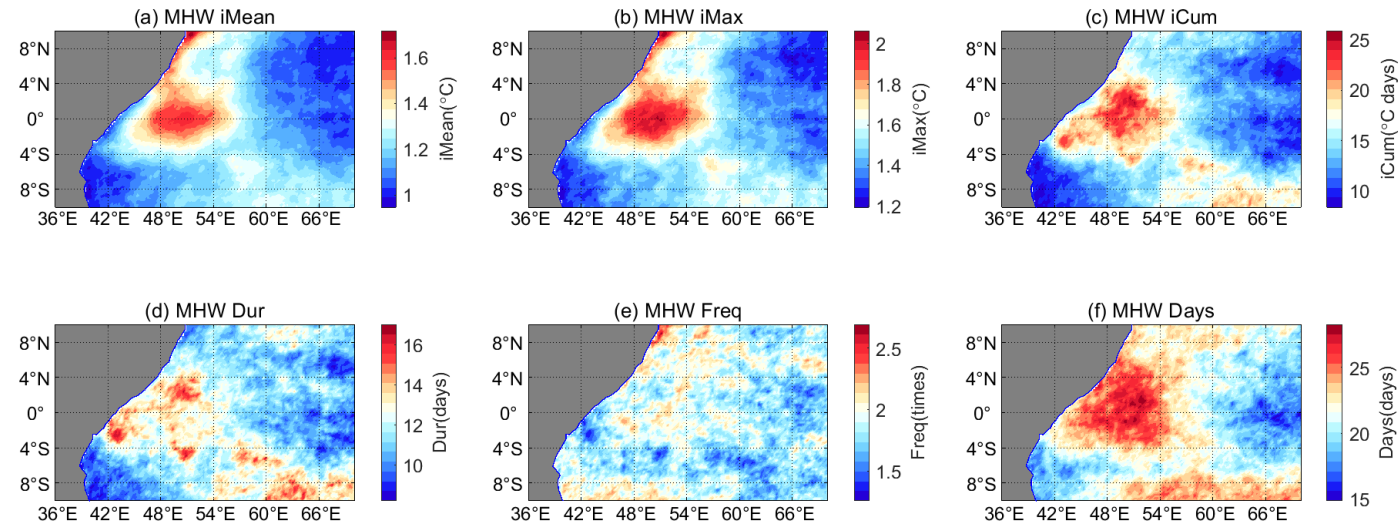 (a) MHW iMean
8°N
4°N
0°
4°S
8°S
36°E 42°E 48°E 54°E 60°E 66°E
1.6
1.4
1.2
1
iMean(°C)
(b) MHW iMax
8°N
4°N
0°
4°S
8°S
36°E 42°E 48°E 54°E 60°E 66°E
2
1.8
1.6
1.4
1.2
iMax(°C)
(c) MHW iCum
8°N
4°N
0°
4°S
8°S
36°E 42°E 48°E 54°E 60°E 66°E
25
20
15
10
iCum(°C days)
(d) MHW Dur
8°N
4°N
0°
4°S
8°S
36°E 42°E 48°E 54°E 60°E 66°E
16
14
12
10
Dur(days)
(e) MHW Freq
8°N
4°N
0°
4°S
8°S
36°E 42°E 48°E 54°E 60°E 66°E
2.5
2
1.5
Freq(times)
(f) MHW Days
8°N
4°N
0°
4°S
8°S
36°E 42°E 48°E 54°E 60°E 66°E
25
20
15
Days(days)